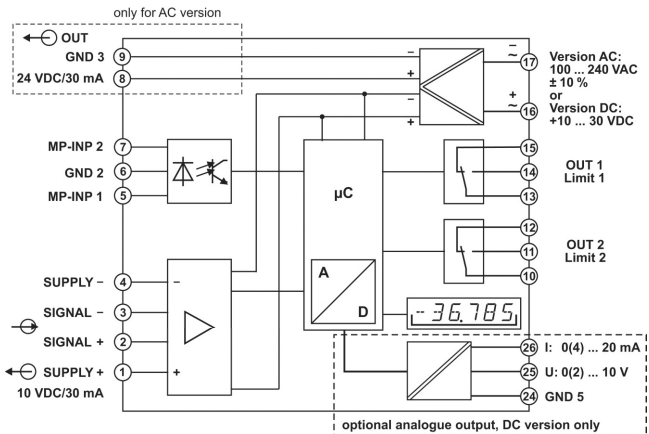 only for AC version
OUT
GND 3
9
24 VDC/30 mA
8
–
+
–
+
–
~
17
+
~
16
Version AC:
100 ... 240 VAC
± 10 %
or
Version DC:
+10 ... 30 VDC
MP-INP 2
7
GND 2
6
MP-INP 1
5
µC
A
D
15
14
13
OUT 1
Limit 1
12
11
10
OUT 2
Limit 2
SUPPLY –
4
SIGNAL –
3
SIGNAL +
2
SUPPLY +
1
10 VDC/30 mA
–
+
-36.785
26
I: 0(4) ... 20 mA
25
U: 0(2) ... 10 V
24
GND 5
optional analogue output, DC version only